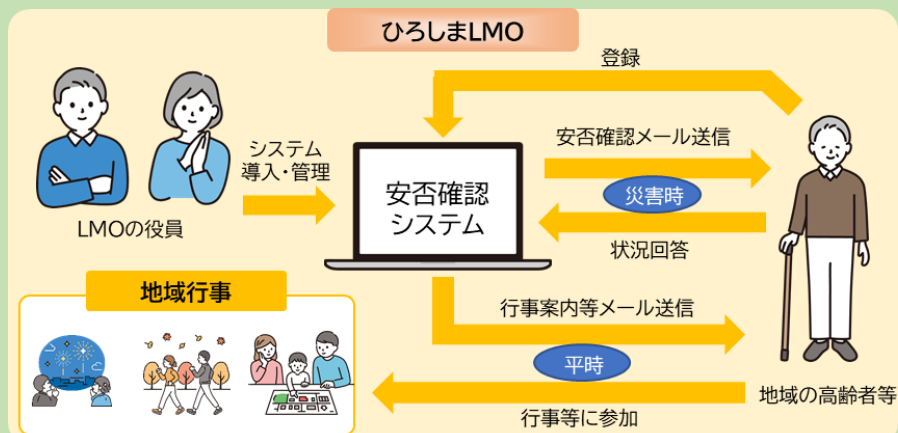 ひろしまLMO
登録
システム
導入・管理
LMOの役員
安否確認
システム
安否確認メール送信
災害時
状況回答
地域行事
行事案内等メール送信
平時
行事等に参加
地域の高齢者等